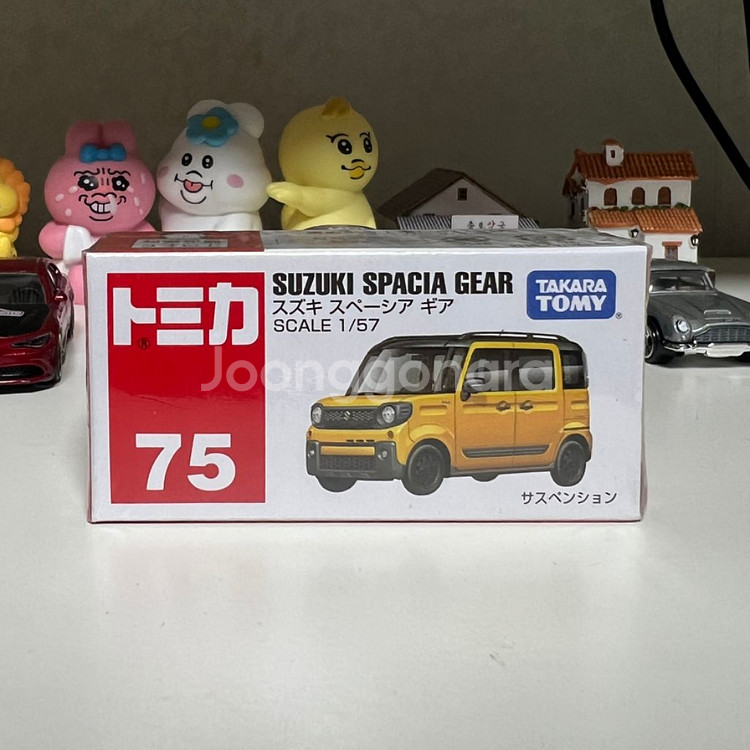 トミカ
®
75
SUZUKI SPACIA GEAR
スズキ スペーシア ギア
SCALE 1/57
TAKARA
TOMY
®
サスペンション
Joonggonara